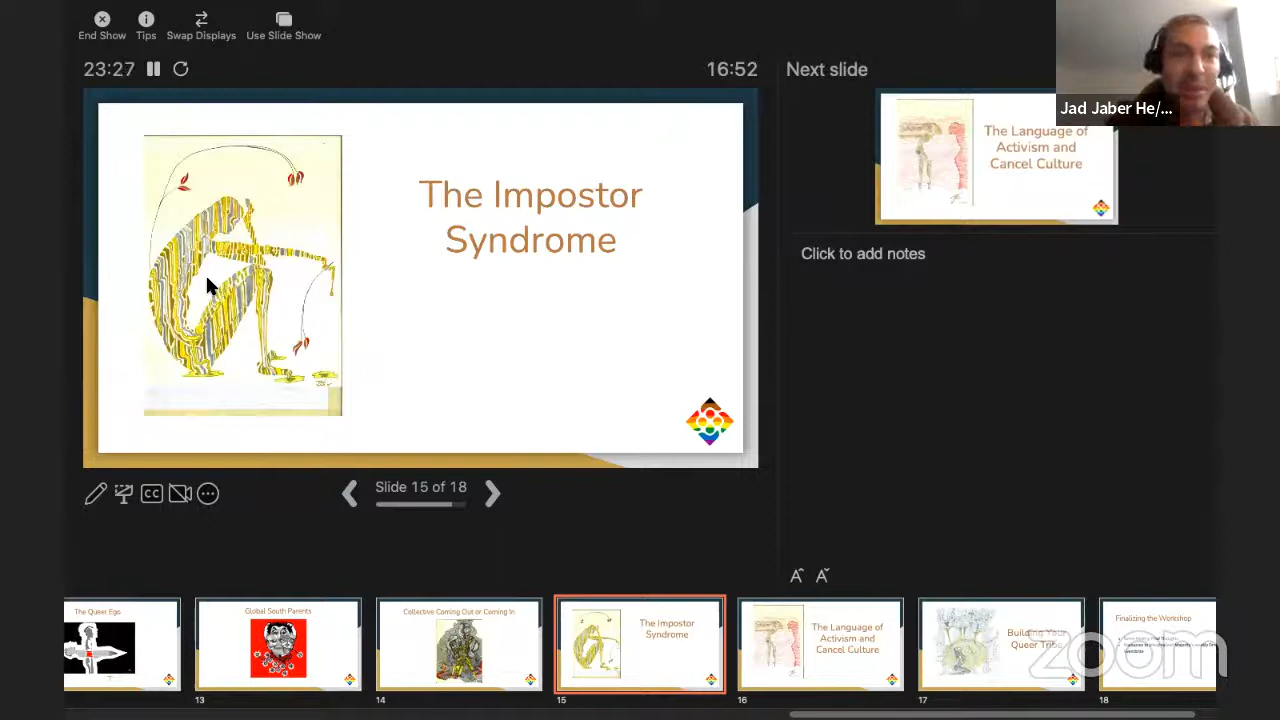 End Show
Tips
Swap Displays
Use Slide Show
23:27
16:52
Next slide
Jad Jaber He/...
The Impostor
Syndrome
The Language of
Activism and
Cancel Culture
Click to add notes
CC
Slide 15 of 18
The Queer Ego
Global South Parents
Collective Coming Out or Coming In
The Impostor
Syndrome
The Language of
Activism and
Cancel Culture
Building Your
Queer Tribe
Finalizing the Workshop
13
14
15
16
17
18
zoom